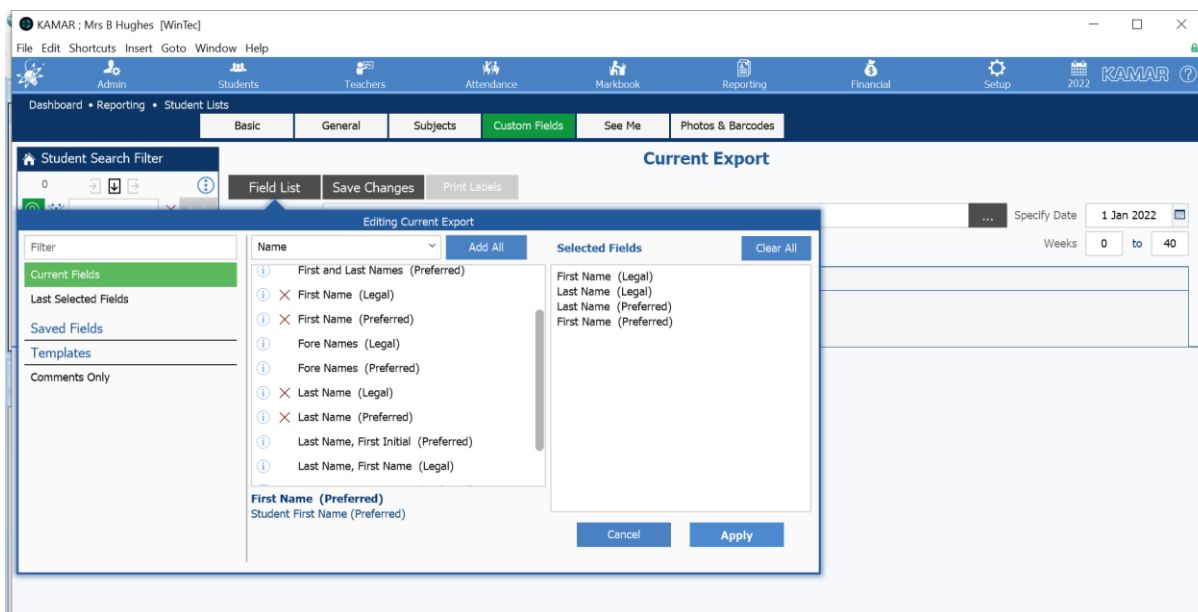 KAMAR ; Mrs B Hughes [WinTec]
File Edit Shortcuts Insert Goto Window Help
Admin Students Teachers Attendance Markbook Reporting Financial Setup 2022 KAMAR
Dashboard • Reporting • Student Lists
Basic General Subjects Custom Fields See Me Photos & Barcodes
Student Search Filter
Current Export
0
Field List Save Changes Print Labels
... Specify Date 1 Jan 2022
Weeks 0 to 40
Editing Current Export
Filter
Current Fields
Last Selected Fields
Saved Fields
Templates
Comments Only
Name Add All
First and Last Names (Preferred)
First Name (Legal)
First Name (Preferred)
Fore Names (Legal)
Fore Names (Preferred)
Last Name (Legal)
Last Name (Preferred)
Last Name, First Initial (Preferred)
Last Name, First Name (Legal)
First Name (Preferred)
Student First Name (Preferred)
Selected Fields Clear All
First Name (Legal)
Last Name (Legal)
Last Name (Preferred)
First Name (Preferred)
Cancel Apply